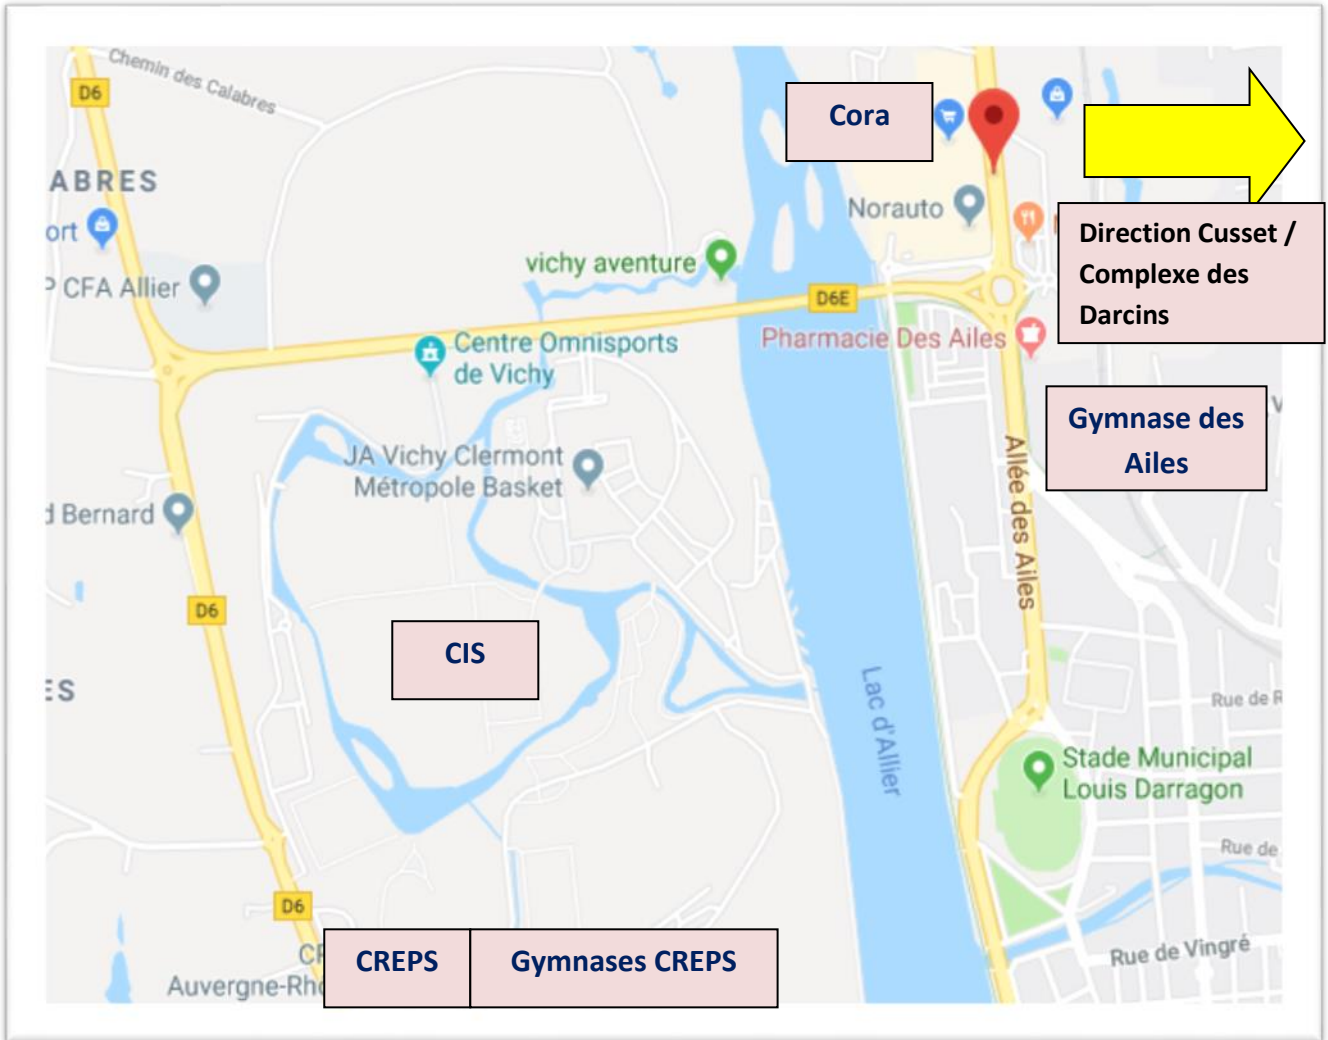 Chemin des Calabres
D6
Cora
ABRES
ort
Norauto
Direction Cusset /
Complexe des
Darcins
vichy aventure
P CFA Allier
D6E
Pharmacie Des Ailes
Centre Omnisports
de Vichy
Gymnase des
Ailes
JA Vichy Clermont
Métropole Basket
Allée des Ailes
d Bernard
D6
CIS
ES
Lac d'Allier
Rue de R
Stade Municipal
Louis Darragon
Rue de
D6
CREPS
Gymnases CREPS
Rue de Vingré
Auvergne-Rh